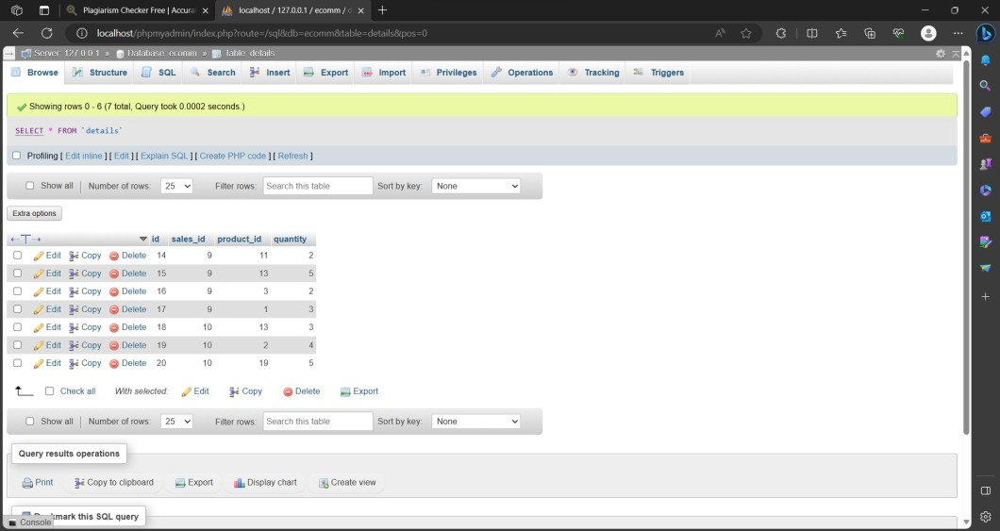 Plagiarism Checker Free | Accura
localhost / 127.0.0.1 / ecomm / d
localhost/phpmyadmin/index.php?route=/sql&db=ecomm&table=details&pos=0
Server: 127.0.0.1 » Database: ecomm » Table: details
Browse Structure SQL Search Insert Export Import Privileges Operations Tracking Triggers
Showing rows 0 - 6 (7 total, Query took 0.0002 seconds.)
SELECT * FROM `details`
Profiling [ Edit inline ] [ Edit ] [ Explain SQL ] [ Create PHP code ] [ Refresh ]
Show all Number of rows: 25 Filter rows: Search this table Sort by key: None
Extra options
id sales_id product_id quantity
Edit Copy Delete 14 9 11 2
Edit Copy Delete 15 9 13 5
Edit Copy Delete 16 9 3 2
Edit Copy Delete 17 9 1 3
Edit Copy Delete 18 10 13 3
Edit Copy Delete 19 10 2 4
Edit Copy Delete 20 10 19 5
Check all With selected: Edit Copy Delete Export
Show all Number of rows: 25 Filter rows: Search this table Sort by key: None
Query results operations
Print Copy to clipboard Export Display chart Create view
kmark this SQL query
Console